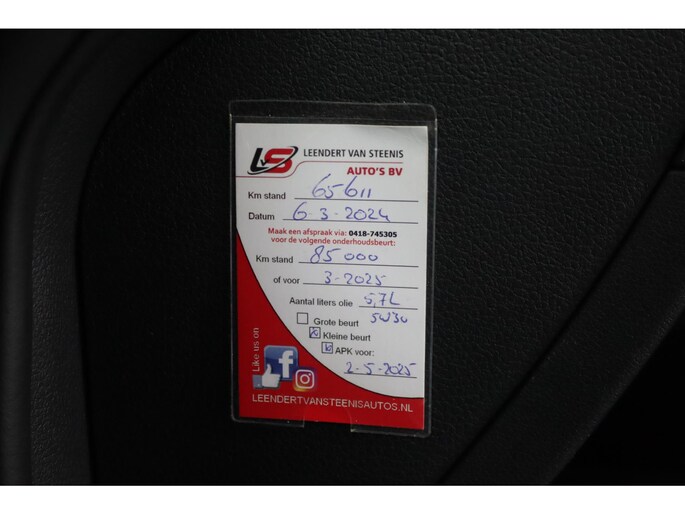 LvS LEENDERT VAN STEENIS
AUTO'S BV
Km stand 65611
Datum 6-3-2024
Maak een afspraak via: 0418-745305
voor de volgende onderhoudsbeurt:
Km stand 85000
of voor 3-2025
Aantal liters olie 5,7L
Grote beurt 5W30
Kleine beurt
APK voor:
2-5-2025
Like us on
f
LEENDERTVANSTEENISAUTOS.NL